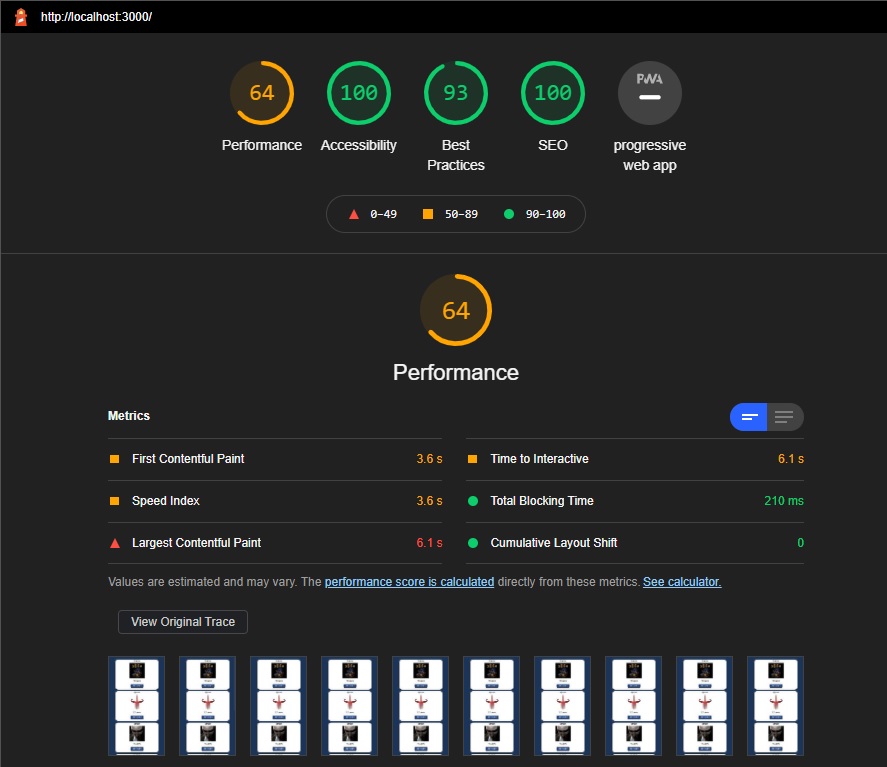 http://localhost:3000/
64
100
93
100
PWA
Performance
Accessibility
Best
Practices
SEO
progressive
web app
0–49
50–89
90–100
64
Performance
Metrics
First Contentful Paint
3.6 s
Time to Interactive
6.1 s
Speed Index
3.6 s
Total Blocking Time
210 ms
Largest Contentful Paint
6.1 s
Cumulative Layout Shift
0
Values are estimated and may vary. The performance score is calculated directly from these metrics. See calculator.
View Original Trace